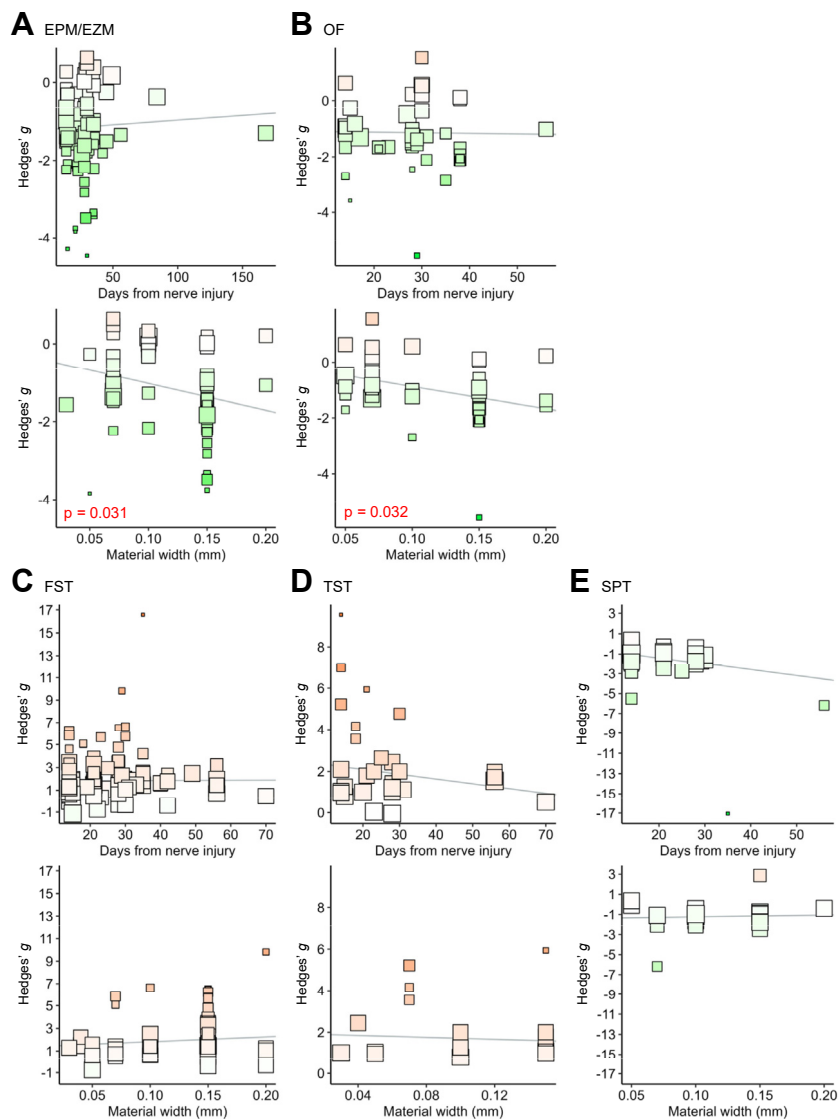 A EPM/EZM
B OF
Hedges' g
0
-2
-4
50 100 150
Days from nerve injury
Hedges' g
0
-2
-4
20 30 40 50
Days from nerve injury
Hedges' g
0
-2
-4
p = 0.031
0.05 0.10 0.15 0.20
Material width (mm)
Hedges' g
0
-2
-4
p = 0.032
0.05 0.10 0.15 0.20
Material width (mm)
C FST
D TST
E SPT
Hedges' g
17
15
13
11
9
7
5
3
1
-1
20 30 40 50 60 70
Days from nerve injury
Hedges' g
8
6
4
2
0
20 30 40 50 60 70
Days from nerve injury
Hedges' g
3
1
-1
-3
-5
-7
-9
-11
-13
-15
-17
20 30 40 50
Days from nerve injury
Hedges' g
17
15
13
11
9
7
5
3
1
-1
0.05 0.10 0.15 0.20
Material width (mm)
Hedges' g
8
6
4
2
0
0.04 0.08 0.12
Material width (mm)
Hedges' g
3
1
-1
-3
-5
-7
-9
-11
-13
-15
-17
0.05 0.10 0.15 0.20
Material width (mm)